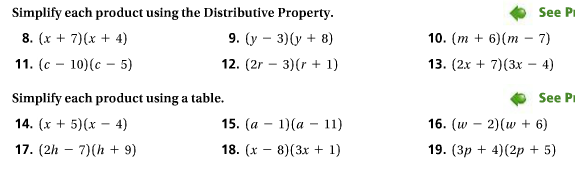 Simplify each product using the Distributive Property. See
8. (x + 7)(x + 4) 9. (y − 3)(y + 8) 10. (m + 6)(m − 7)
11. (c − 10)(c − 5) 12. (2r − 3)(r + 1) 13. (2x + 7)(3x − 4)
Simplify each product using a table. See
14. (x + 5)(x − 4) 15. (a − 1)(a − 11) 16. (w − 2)(w + 6)
17. (2h − 7)(h + 9) 18. (x − 8)(3x + 1) 19. (3p + 4)(2p + 5)